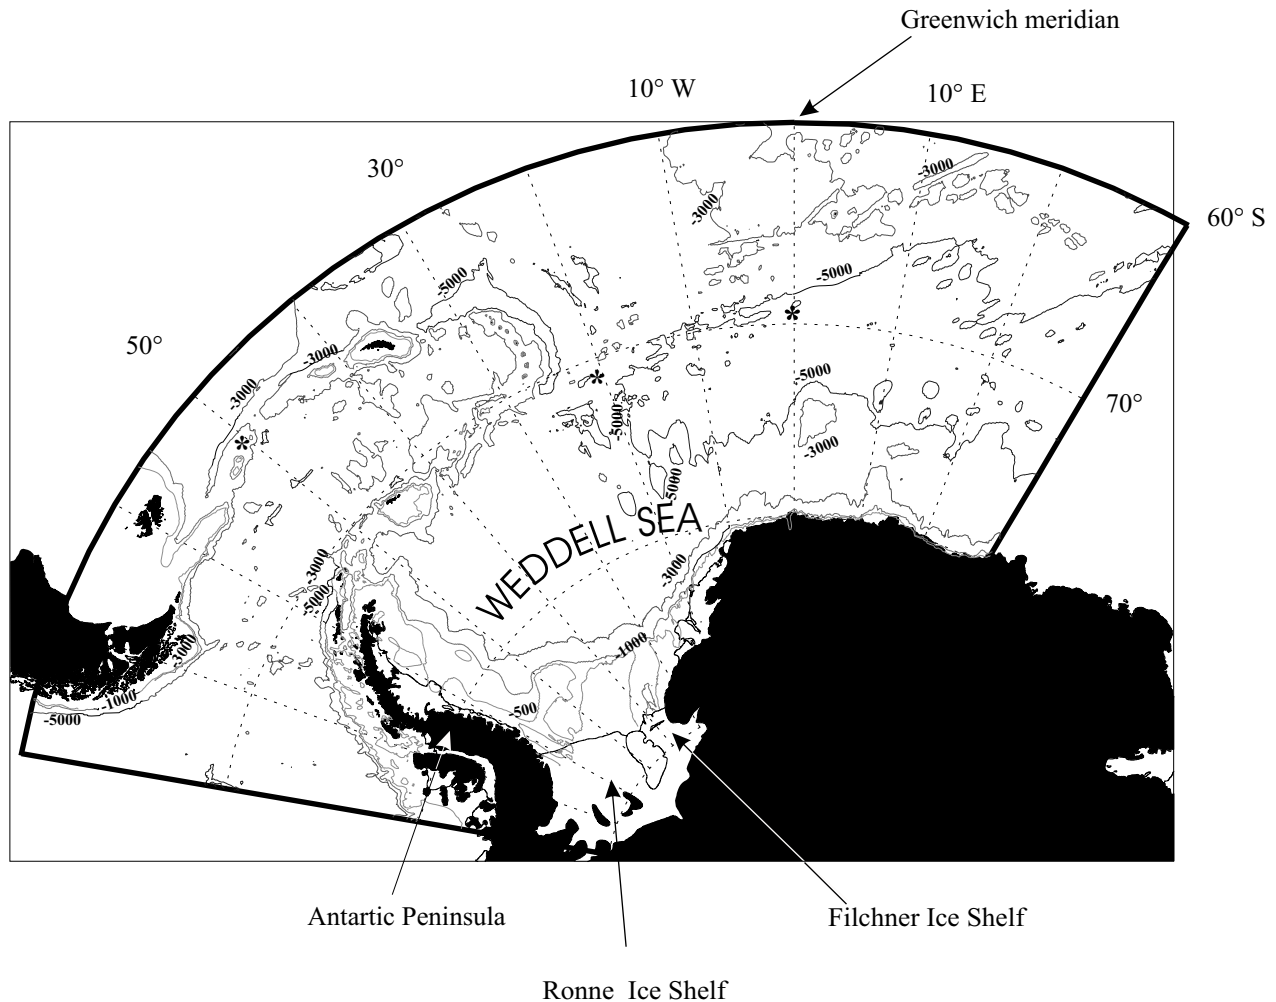 Greenwich meridian
10° W
10° E
30°
-3000
-3000
60° S
-5000
-5000
50°
-3000
-3000
-5000
70°
-5000
-3000
-5000
WEDDELL SEA
-3000
-3000
-5000
-1000
-3000
-1000
-500
-5000
Antartic Peninsula
Filchner Ice Shelf
Ronne Ice Shelf